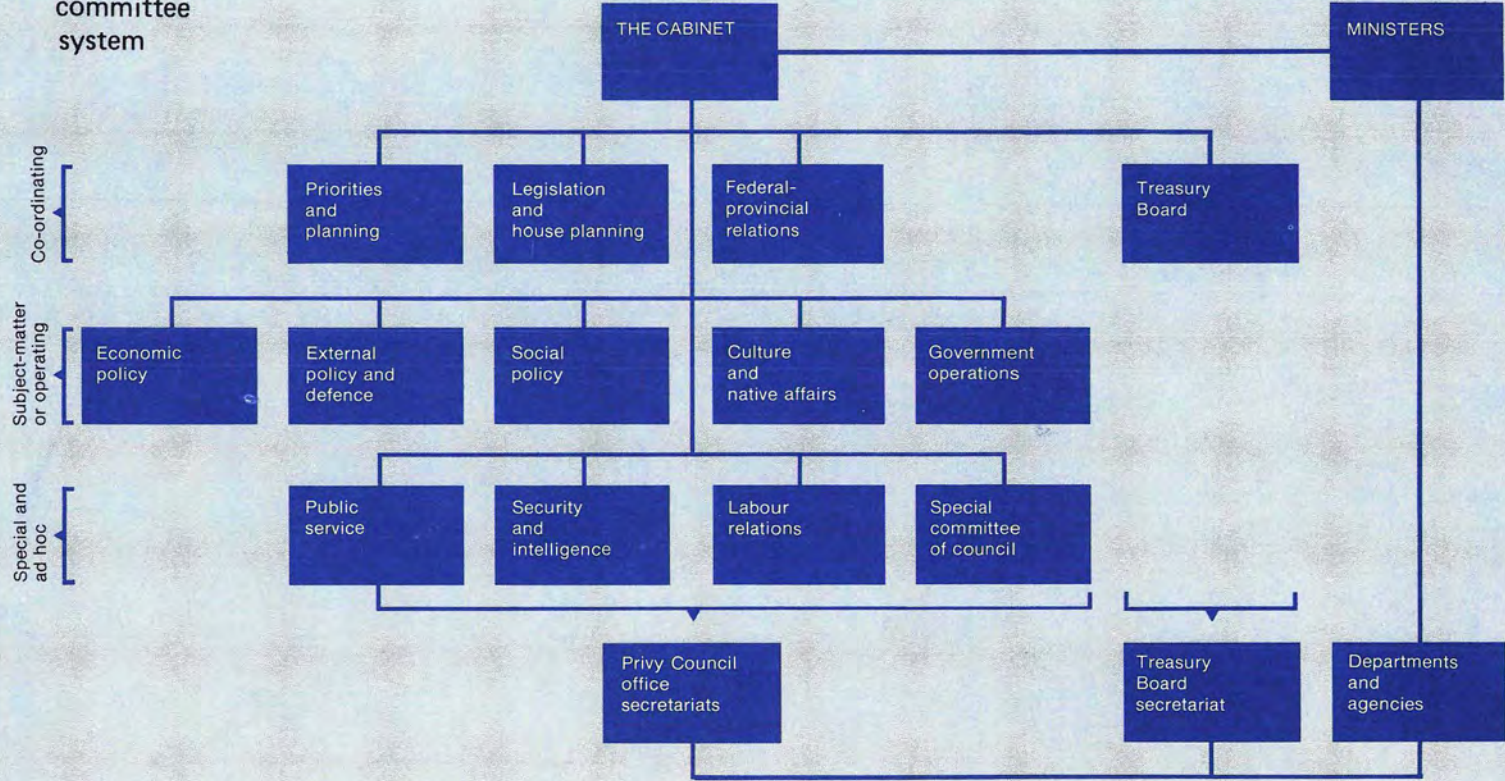 committee
system
THE CABINET
MINISTERS
Co-ordinating
Priorities
and
planning
Legislation
and
house planning
Federal-
provincial
relations
Treasury
Board
Subject-matter
or operating
Economic
policy
External
policy and
defence
Social
policy
Culture
and
native affairs
Government
operations
Special and
ad hoc
Public
service
Security
and
intelligence
Labour
relations
Special
committee
of council
Privy Council
office
secretariats
Treasury
Board
secretariat
Departments
and
agencies